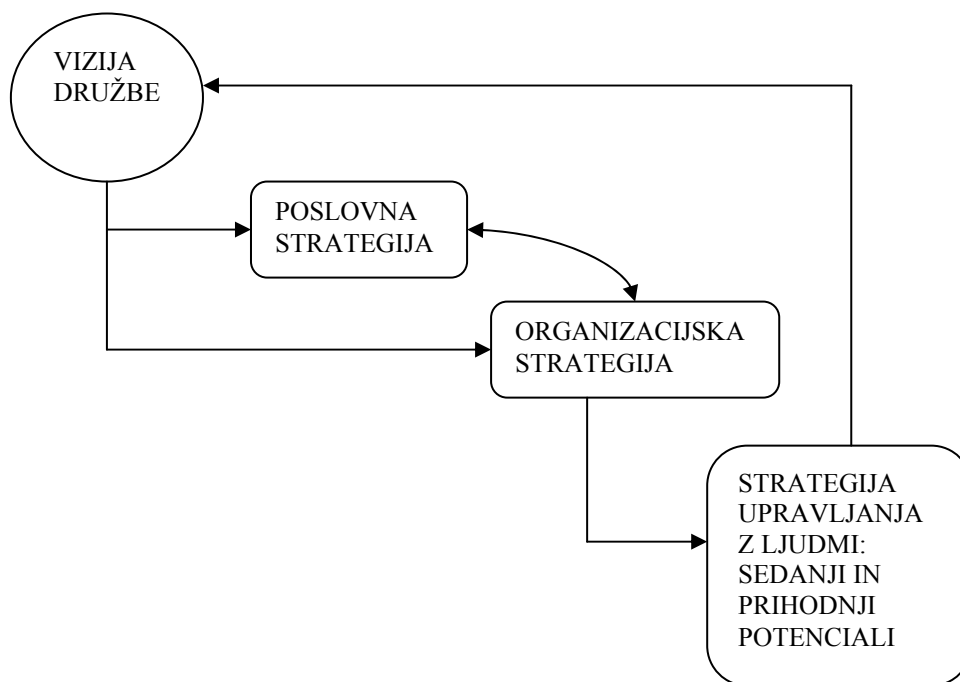 VIZIJA
DRUŽBE
POSLOVNA
STRATEGIJA
ORGANIZACIJSKA
STRATEGIJA
STRATEGIJA
UPRAVLJANJA
Z LJUDMI:
SEDANJI IN
PRIHODNJI
POTENCIALI